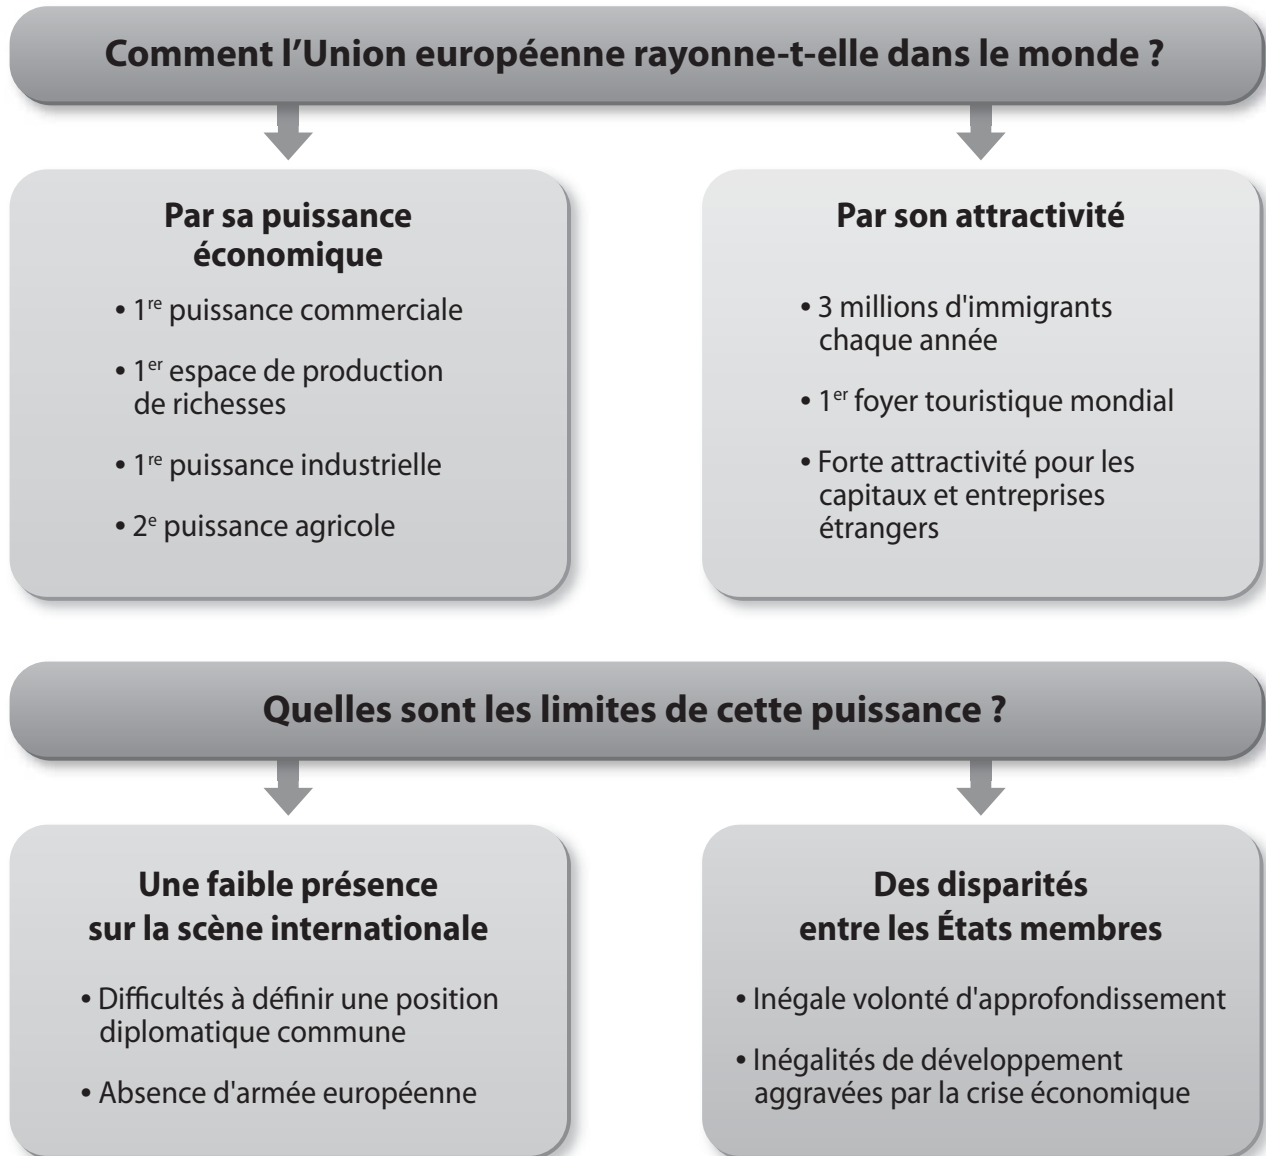 Comment l’Union européenne rayonne-t-elle dans le monde ?
Par sa puissance
économique
• 1re puissance commerciale
• 1er espace de production
de richesses
• 1re puissance industrielle
• 2e puissance agricole
Par son attractivité
• 3 millions d'immigrants
chaque année
• 1er foyer touristique mondial
• Forte attractivité pour les
capitaux et entreprises
étrangers
Quelles sont les limites de cette puissance ?
Une faible présence
sur la scène internationale
• Difficultés à définir une position
diplomatique commune
• Absence d'armée européenne
Des disparités
entre les États membres
• Inégale volonté d'approfondissement
• Inégalités de développement
aggravées par la crise économique